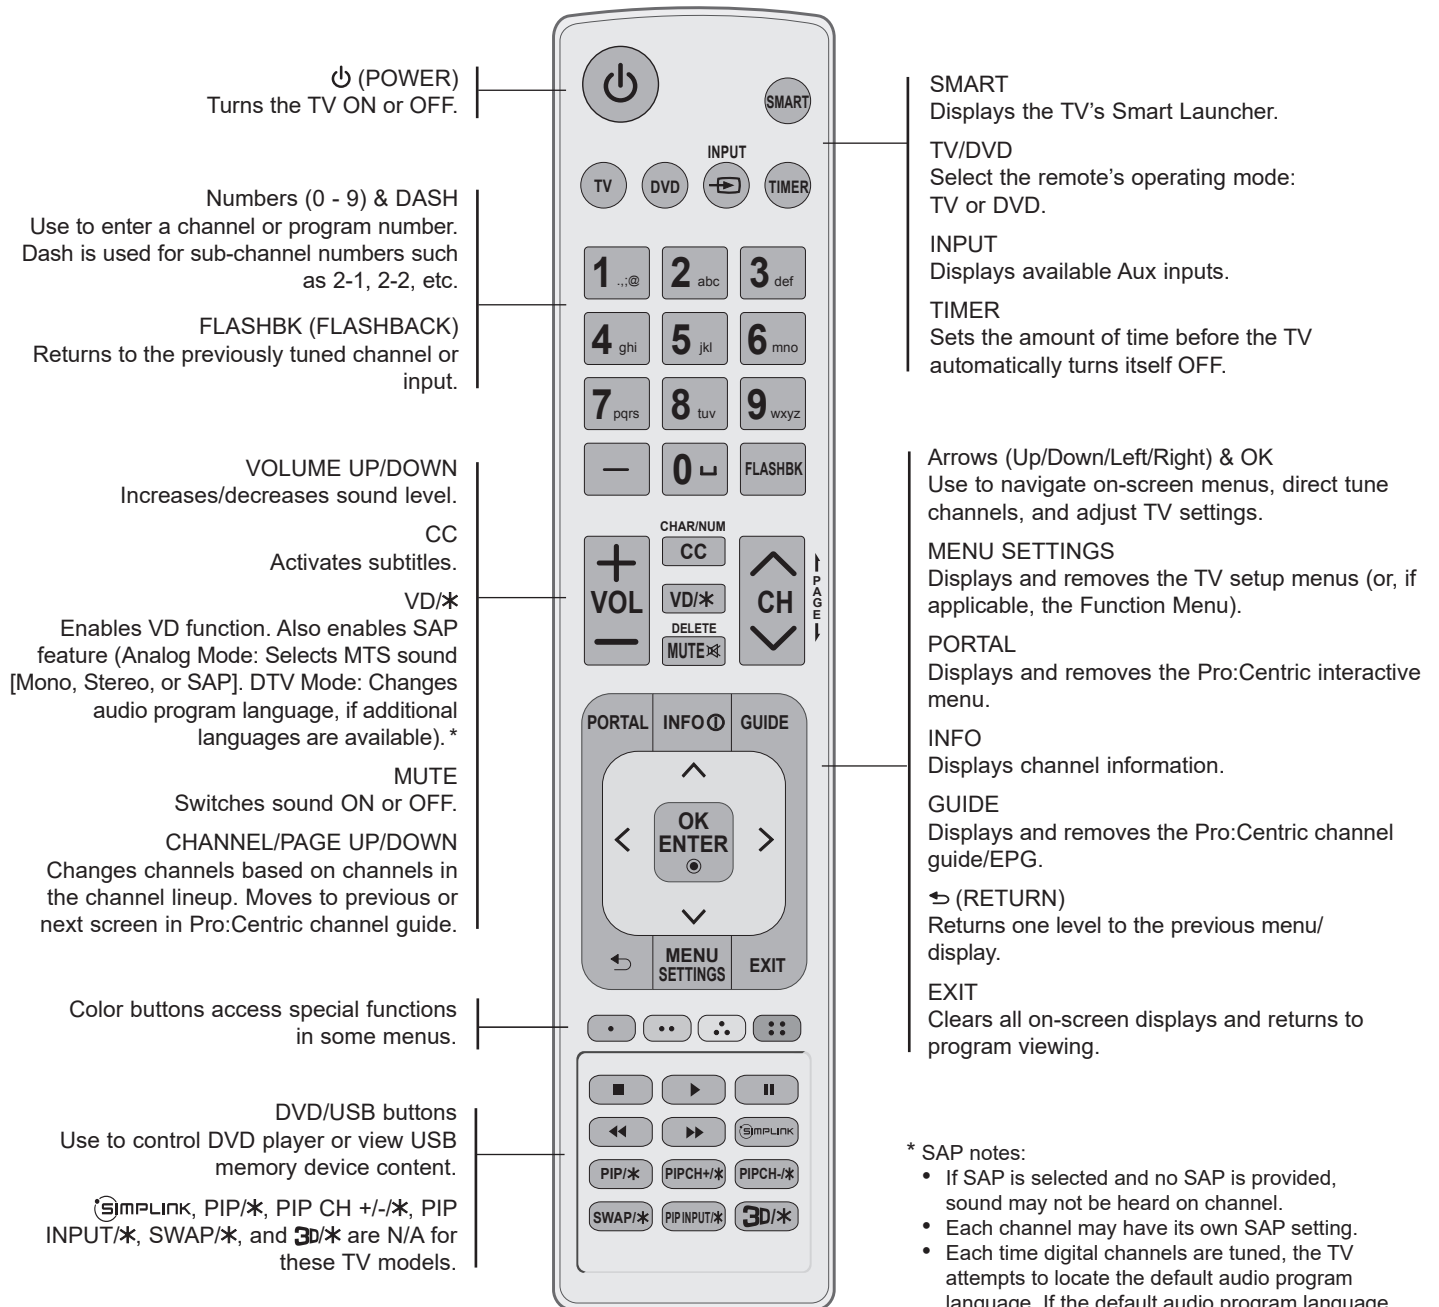 ⏻ (POWER)
Turns the TV ON or OFF.
Numbers (0 - 9) & DASH
Use to enter a channel or program number.
Dash is used for sub-channel numbers such
as 2-1, 2-2, etc.
FLASHBK (FLASHBACK)
Returns to the previously tuned channel or
input.
VOLUME UP/DOWN
Increases/decreases sound level.
CC
Activates subtitles.
VD/*
Enables VD function. Also enables SAP
feature (Analog Mode: Selects MTS sound
[Mono, Stereo, or SAP]. DTV Mode: Changes
audio program language, if additional
languages are available). *
MUTE
Switches sound ON or OFF.
CHANNEL/PAGE UP/DOWN
Changes channels based on channels in
the channel lineup. Moves to previous or
next screen in Pro:Centric channel guide.
Color buttons access special functions
in some menus.
DVD/USB buttons
Use to control DVD player or view USB
memory device content.
SIMPLINK, PIP/*, PIP CH +/-/*, PIP
INPUT/*, SWAP/*, and 3D/* are N/A for
these TV models.
SMART
INPUT
TV
DVD
TIMER
1 .,;@
2 abc
3 def
4 ghi
5 jkl
6 mno
7 pqrs
8 tuv
9 wxyz
—
0
FLASHBK
CHAR/NUM
+
VOL
—
CC
VD/*
DELETE
MUTE
CH
PAGE
PORTAL
INFO
GUIDE
OK
ENTER
MENU
SETTINGS
EXIT
SIMPLINK
PIP/*
PIPCH+/*
PIPCH-/*
SWAP/*
PIP INPUT/*
3D/*
SMART
Displays the TV's Smart Launcher.
TV/DVD
Select the remote's operating mode:
TV or DVD.
INPUT
Displays available Aux inputs.
TIMER
Sets the amount of time before the TV
automatically turns itself OFF.
Arrows (Up/Down/Left/Right) & OK
Use to navigate on-screen menus, direct tune
channels, and adjust TV settings.
MENU SETTINGS
Displays and removes the TV setup menus (or, if
applicable, the Function Menu).
PORTAL
Displays and removes the Pro:Centric interactive
menu.
INFO
Displays channel information.
GUIDE
Displays and removes the Pro:Centric channel
guide/EPG.
⮌ (RETURN)
Returns one level to the previous menu/
display.
EXIT
Clears all on-screen displays and returns to
program viewing.
* SAP notes:
• If SAP is selected and no SAP is provided,
sound may not be heard on channel.
• Each channel may have its own SAP setting.
• Each time digital channels are tuned, the TV
attempts to locate the default audio program
language. If the default audio program language